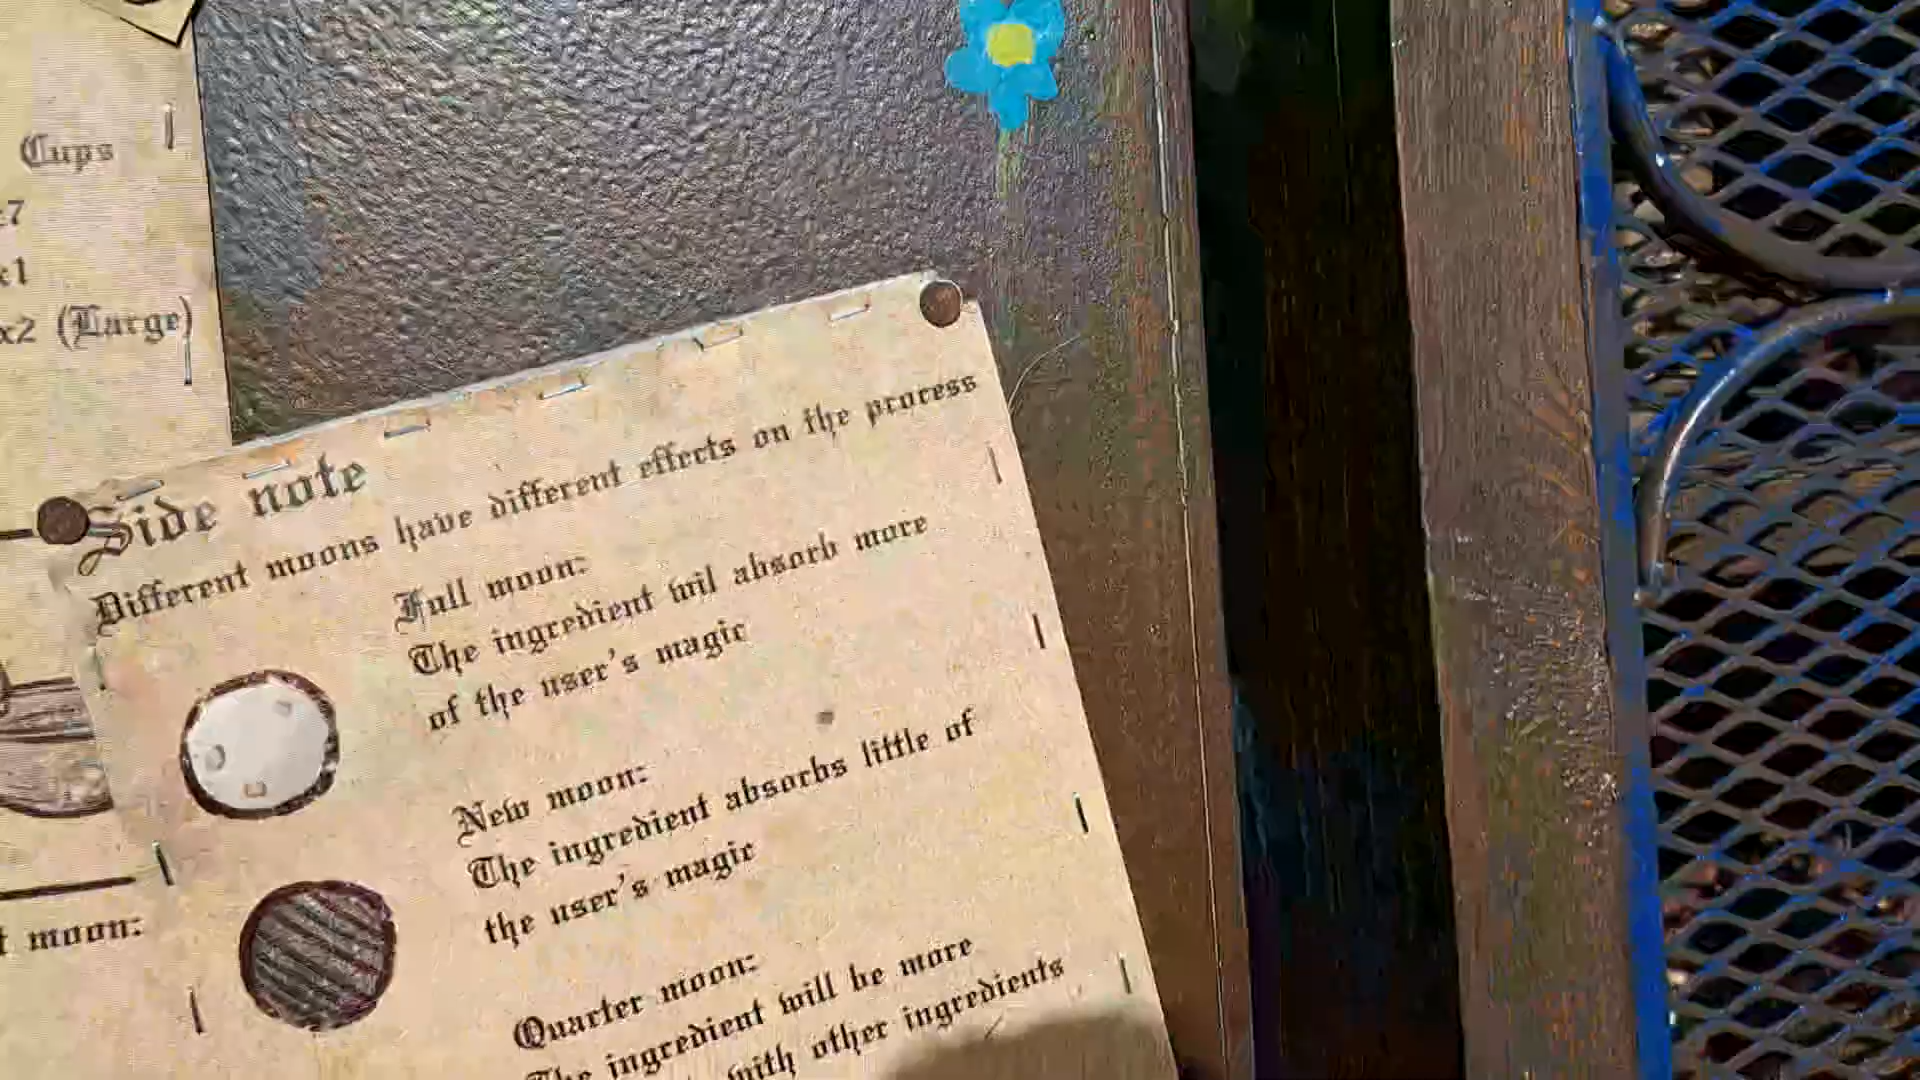 Cups
x1
x2 (Large)
Side note
Different moons have different effects on the process
Full moon:
The ingredient wil absorb more
of the user's magic
New moon:
The ingredient absorbs little of
the user's magic
moon:
Quarter moon:
The ingredient will be more
with other ingredients